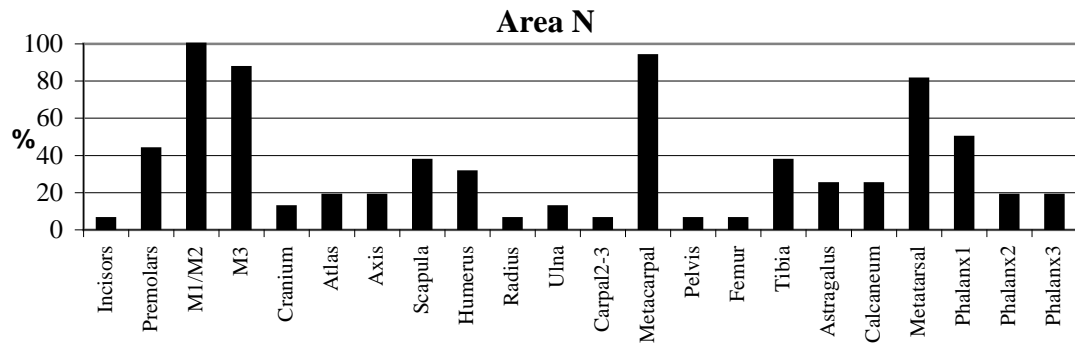 Area N
100
80
60
40
20
0
%
Incisors
Premolars
M1/M2
M3
Cranium
Atlas
Axis
Scapula
Humerus
Radius
Ulna
Carpal2-3
Metacarpal
Pelvis
Femur
Tibia
Astragalus
Calcaneum
Metatarsal
Phalanx1
Phalanx2
Phalanx3